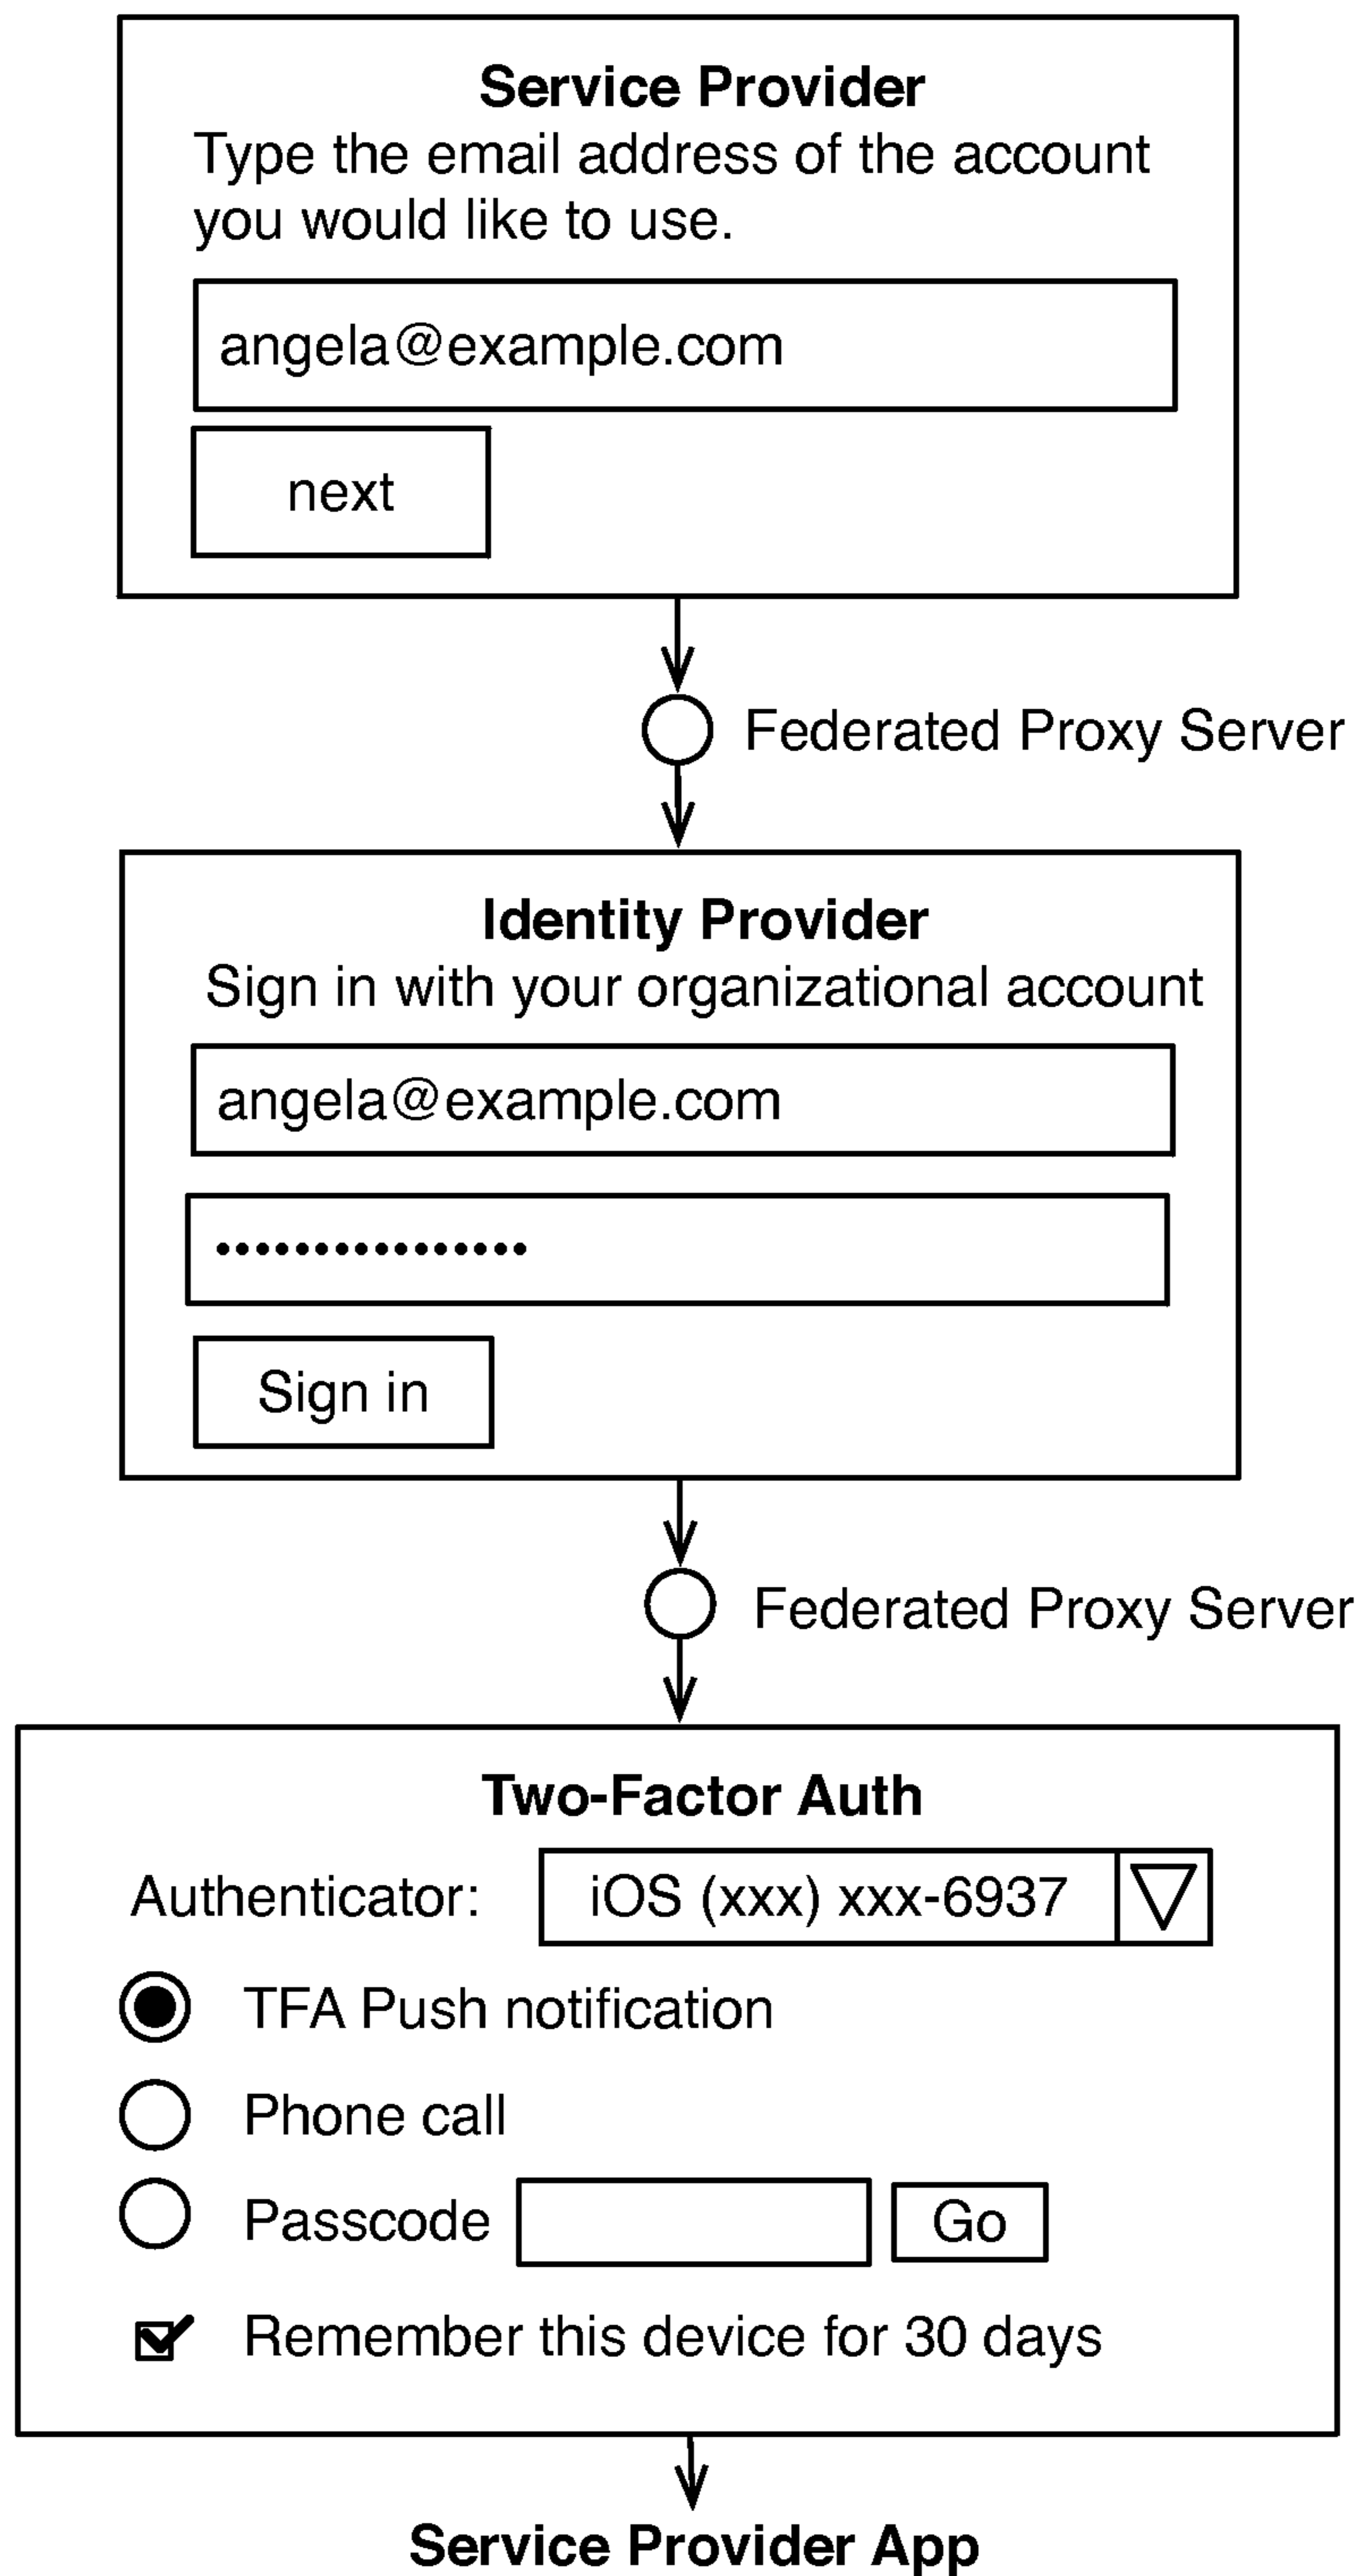 Service Provider
Type the email address of the account
you would like to use.
angela@example.com
next
Federated Proxy Server
Identity Provider
Sign in with your organizational account
angela@example.com
••••••••••••••••
Sign in
Federated Proxy Server
Two-Factor Auth
Authenticator: iOS (xxx) xxx-6937
TFA Push notification
Phone call
Passcode Go
Remember this device for 30 days
Service Provider App